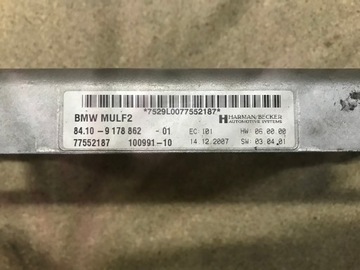 *7529L0077552187*
BMW MULF2
HARMAN/BECKER
AUTOMOTIVE SYSTEMS
84.10 - 9 178 862 - 01
EC 101 HW: 06.00.00
77552187 100991-10
14.12.2007 SW: 03.04.01